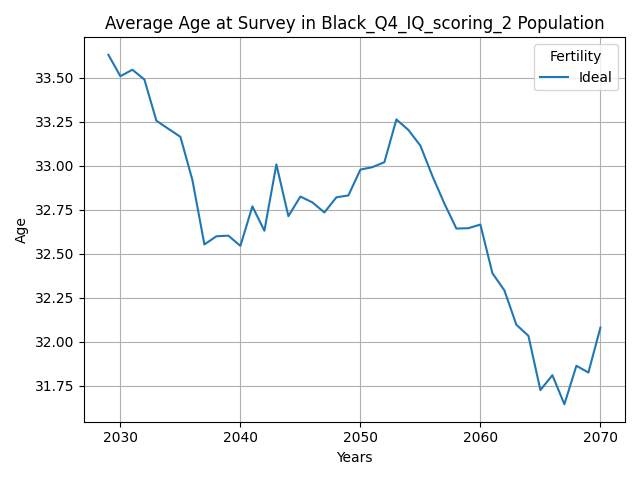 Average Age at Survey in Black_Q4_IQ_scoring_2 Population
Fertility
Ideal
33.50
33.25
33.00
32.75
32.50
32.25
32.00
31.75
Age
2030 2040 2050 2060 2070
Years